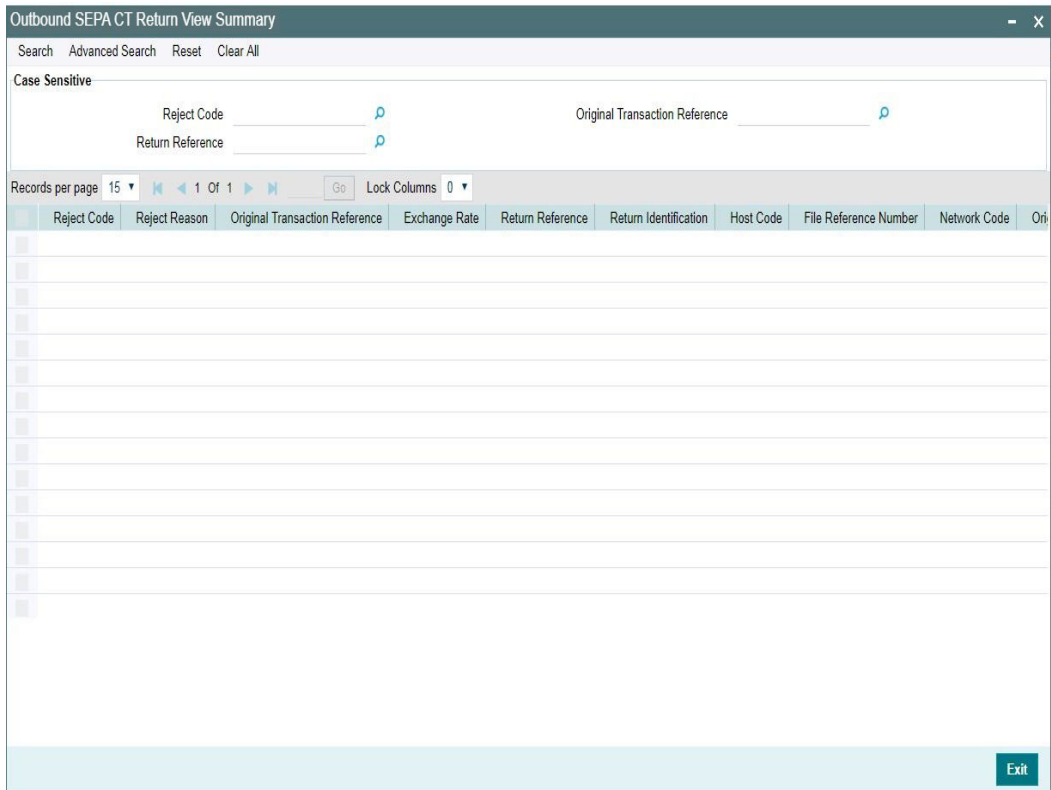 Outbound SEPA CT Return View Summary - X
Search Advanced Search Reset Clear All
Case Sensitive
Reject Code Original Transaction Reference
Return Reference
Records per page 15 1 Of 1 Go Lock Columns 0
Reject Code Reject Reason Original Transaction Reference Exchange Rate Return Reference Return Identification Host Code File Reference Number Network Code
Exit